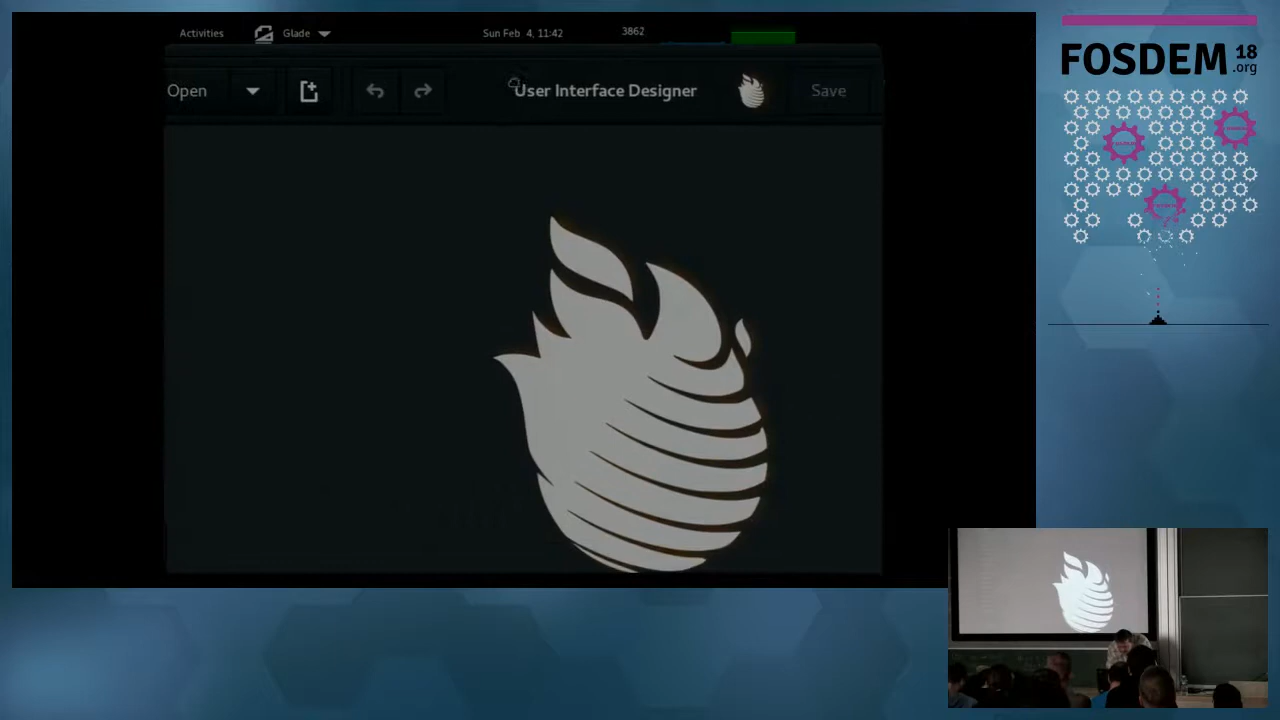 Activities
Glade
Sun Feb 4, 11:42
3862
Open
User Interface Designer
Save
FOSDEM 18
.org